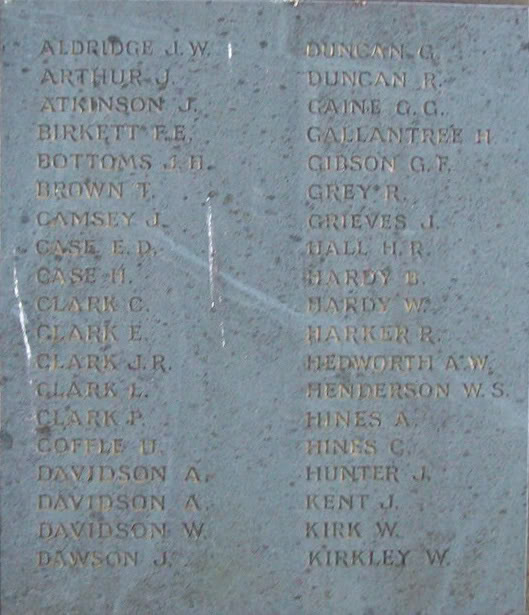 ALDRIDGE J.W.
ARTHUR J.
ATKINSON J.
BIRKETT F.E.
BOTTOMS J.H.
BROWN T.
CAMSEY J.
CASE E.D.
CASE H.
CLARK C.
CLARK E.
CLARK J.R.
CLARK L.
CLARK P.
COFFLE U.
DAVIDSON A.
DAVIDSON A.
DAVIDSON W.
DAWSON J.
DUNCAN G.
DUNCAN R.
GAINE G.G.
GALLANTREE H.
GIBSON G.F.
GREY R.
GRIEVES J.
HALL H.R.
HARDY B.
HARDY W.
HARKER R.
HEDWORTH A.W.
HENDERSON W.S.
HINES A.
HINES C.
HUNTER J.
KENT J.
KIRK W.
KIRKLEY W.